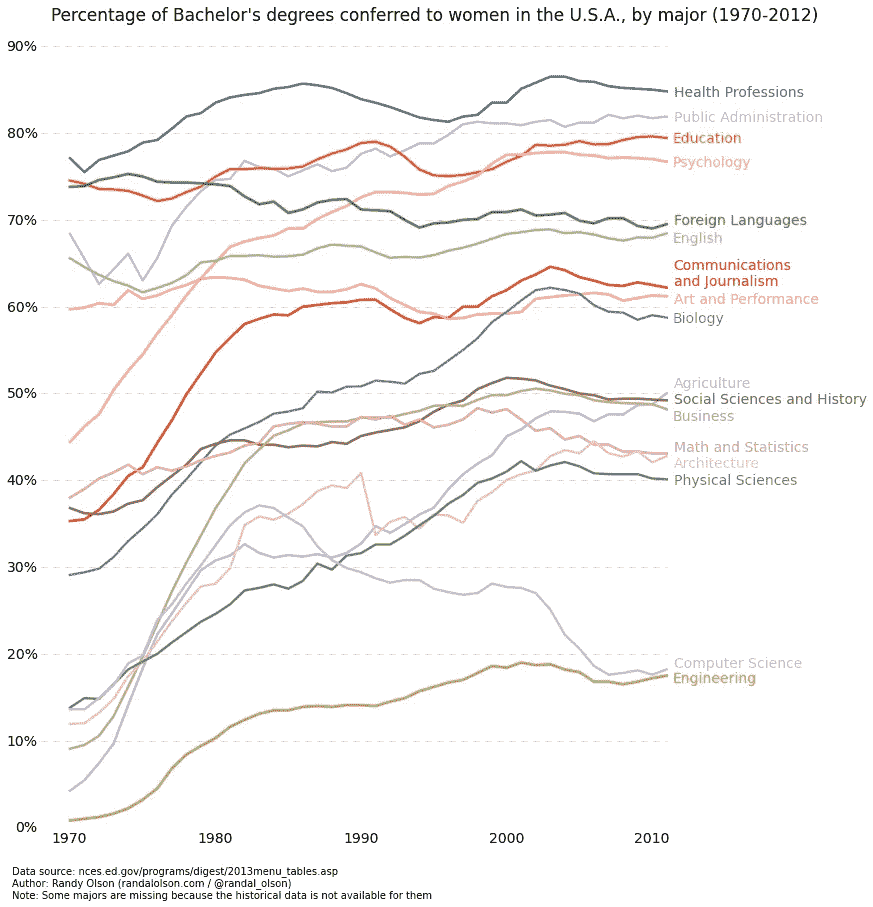 Percentage of Bachelor's degrees conferred to women in the U.S.A., by major (1970-2012)
90%
Health Professions
Public Administration
80%
Education
Psychology
70%
Foreign Languages
English
Communications
and Journalism
60%
Art and Performance
Biology
50%
Agriculture
Social Sciences and History
Business
Math and Statistics
Architecture
40%
Physical Sciences
30%
20%
Computer Science
Engineering
10%
0%
1970 1980 1990 2000 2010
Data source: nces.ed.gov/programs/digest/2013menu_tables.asp
Author: Randy Olson (randalolson.com / @randal_olson)
Note: Some majors are missing because the historical data is not available for them